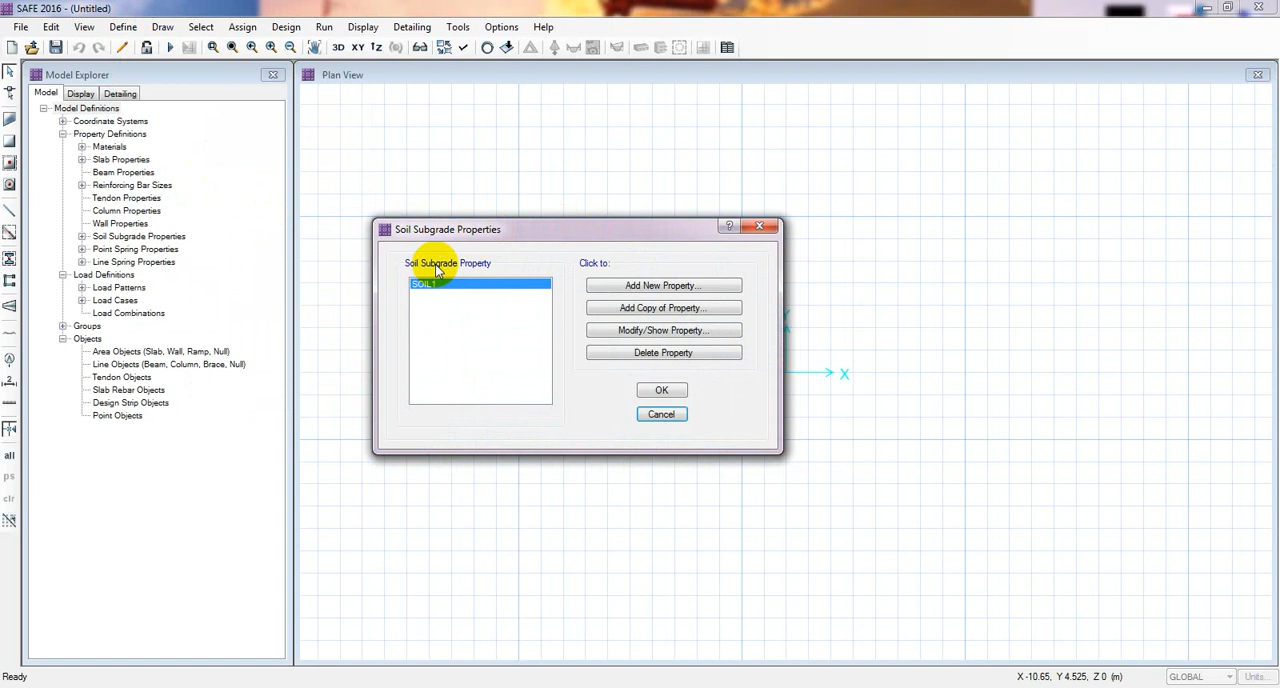 SAFE 2016 - (Untitled)
File Edit View Define Draw Select Assign Design Run Display Detailing Tools Options Help
3D XY
Model Explorer
Model Display Detailing
Model Definitions
Coordinate Systems
Property Definitions
Materials
Slab Properties
Beam Properties
Reinforcing Bar Sizes
Tendon Properties
Column Properties
Wall Properties
Soil Subgrade Properties
Point Spring Properties
Line Spring Properties
Load Definitions
Load Patterns
Load Cases
Load Combinations
Groups
Objects
Area Objects (Slab, Wall, Ramp, Null)
Line Objects (Beam, Column, Brace, Null)
Tendon Objects
Slab Rebar Objects
Design Strip Objects
Point Objects
all
ps
clr
Plan View
X
Soil Subgrade Properties
Soil Subgrade Property
SOIL1
Click to:
Add New Property...
Add Copy of Property...
Modify/Show Property...
Delete Property
OK
Cancel
Ready
X -10.65, Y 4.525, Z 0 (m)
GLOBAL
Units...